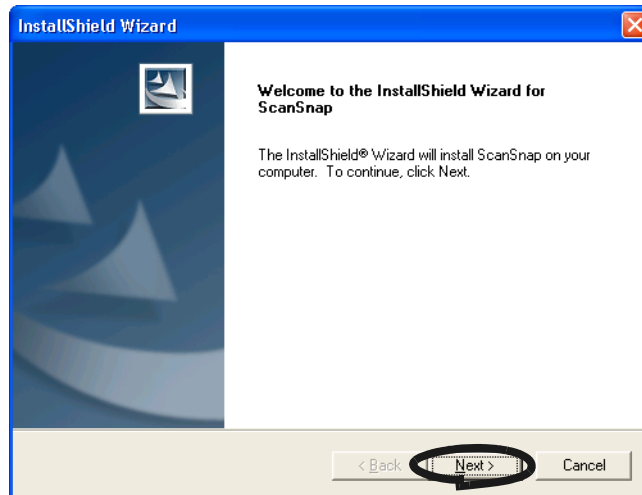 InstallShield Wizard
Welcome to the InstallShield Wizard for
ScanSnap
The InstallShield® Wizard will install ScanSnap on your
computer. To continue, click Next.
< Back
Next >
Cancel